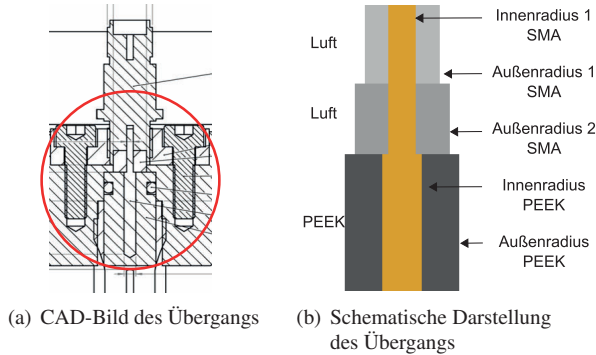 Luft
Innenradius 1
SMA
Außenradius 1
SMA
Luft
Außenradius 2
SMA
PEEK
Innenradius
PEEK
Außenradius
PEEK
(a) CAD-Bild des Übergangs
(b) Schematische Darstellung
des Übergangs